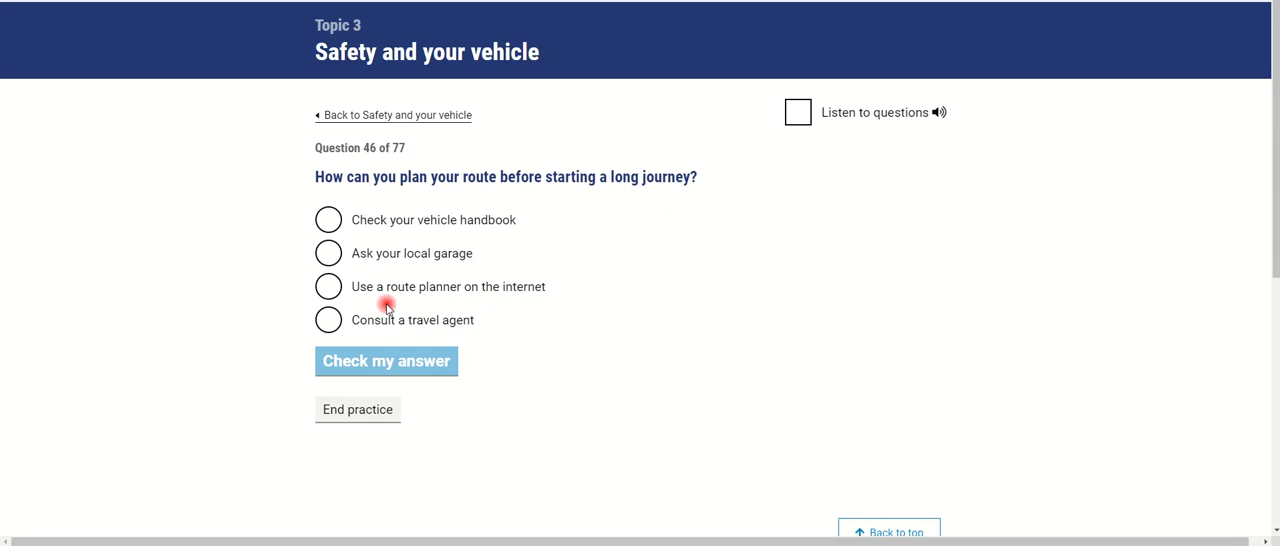 Topic 3
Safety and your vehicle
Back to Safety and your vehicle
Listen to questions
Question 46 of 77
How can you plan your route before starting a long journey?
Check your vehicle handbook
Ask your local garage
Use a route planner on the internet
Consult a travel agent
Check my answer
End practice
Back to top